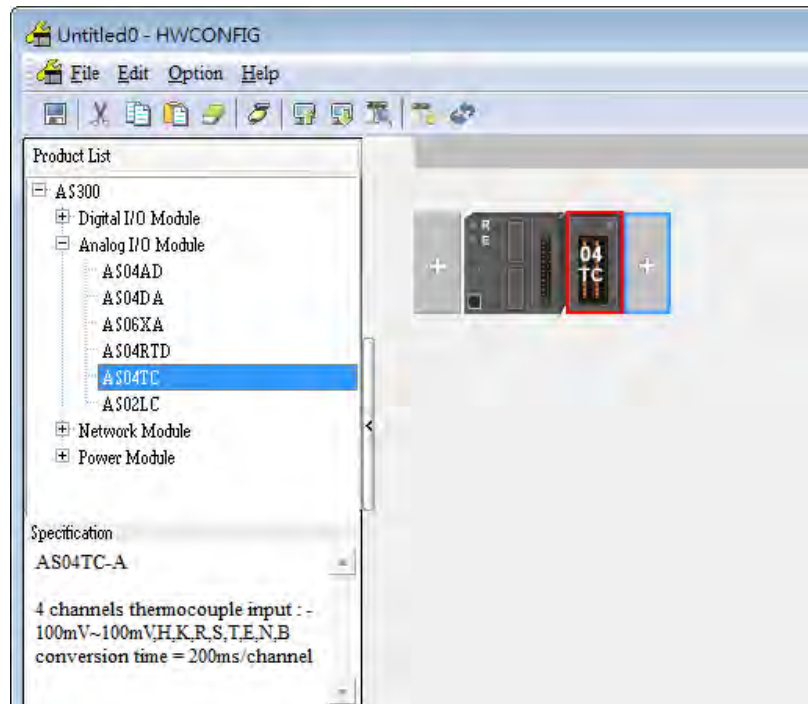 Untitled0 - HWCONFIG
File Edit Option Help
Product List
AS300
Digital I/O Module
Analog I/O Module
AS04AD
AS04DA
AS06XA
AS04RTD
AS04TC
AS02LC
Network Module
Power Module
R
E
04
TC
+
+
Specification
AS04TC-A
4 channels thermocouple input : -
100mV~100mV,H,K,R,S,T,E,N,B
conversion time = 200ms/channel